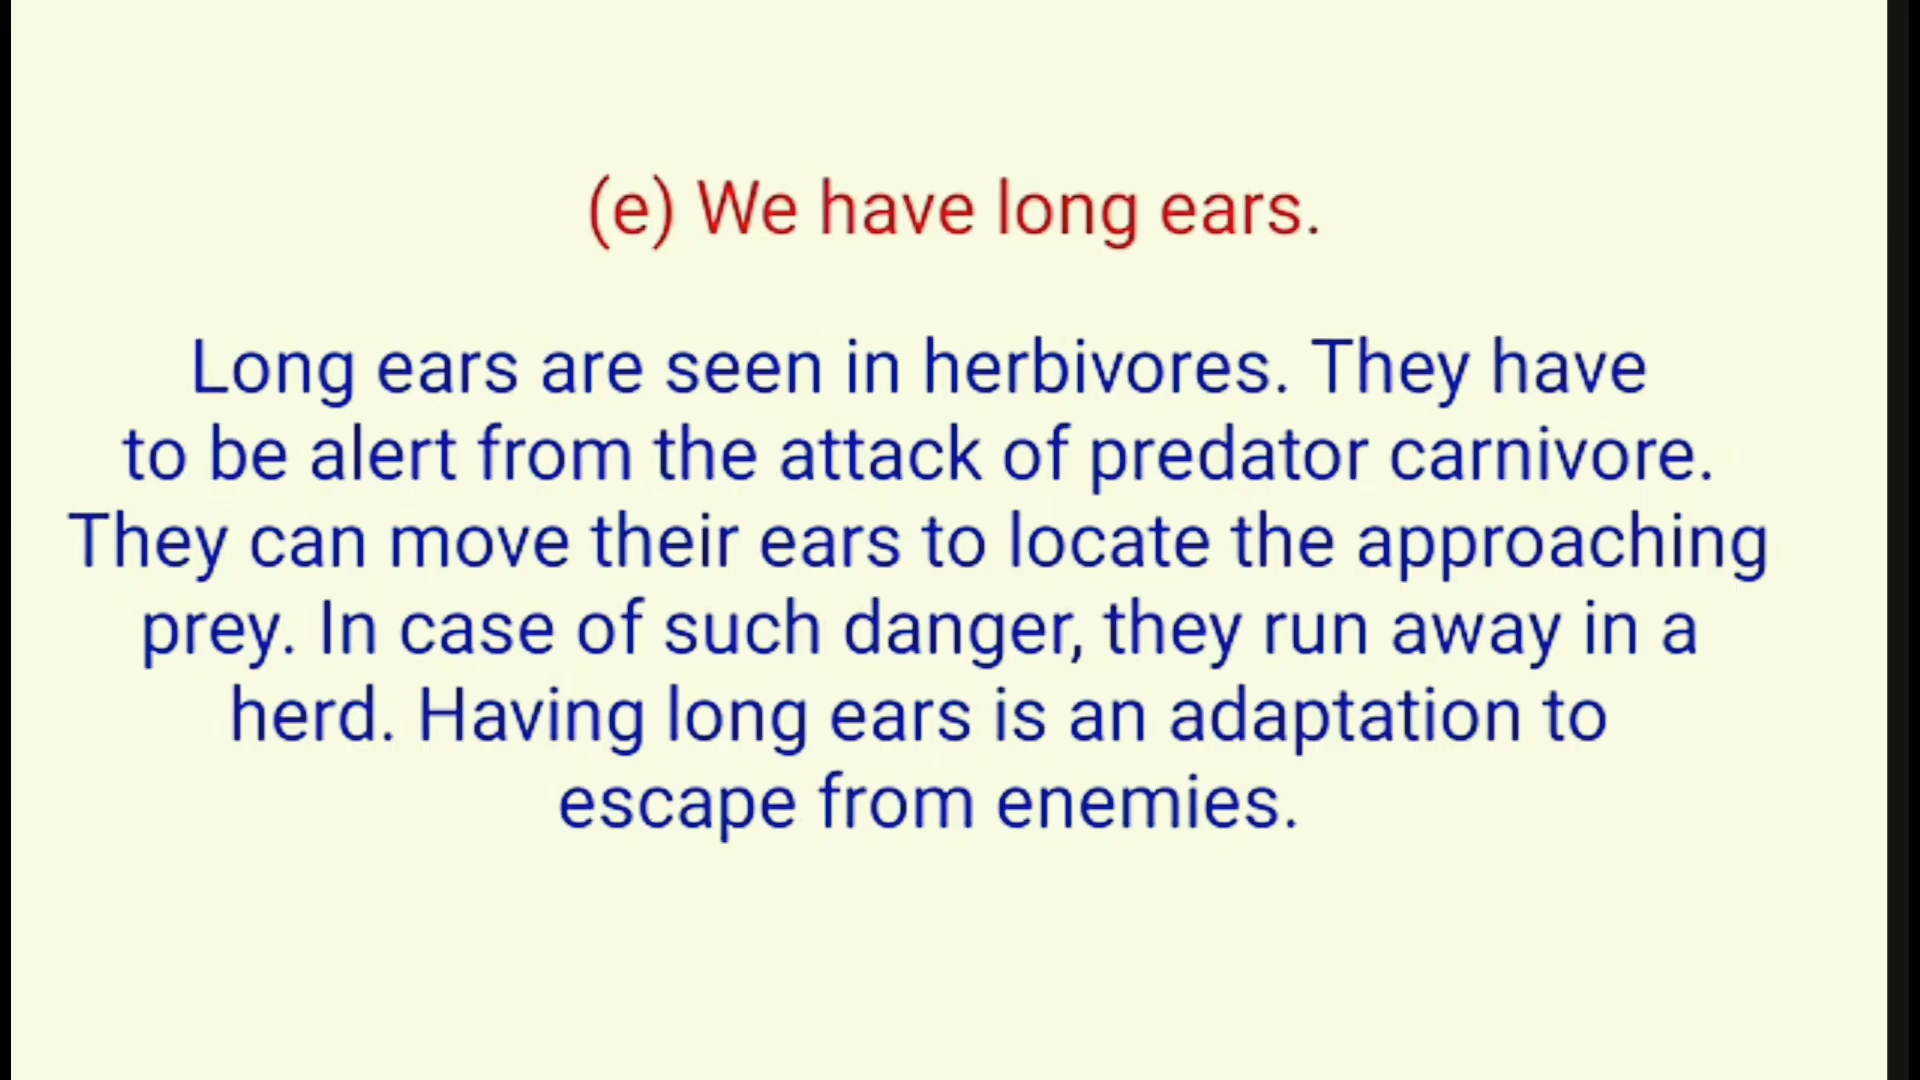 (e) We have long ears.
Long ears are seen in herbivores. They have
to be alert from the attack of predator carnivore.
They can move their ears to locate the approaching
prey. In case of such danger, they run away in a
herd. Having long ears is an adaptation to
escape from enemies.